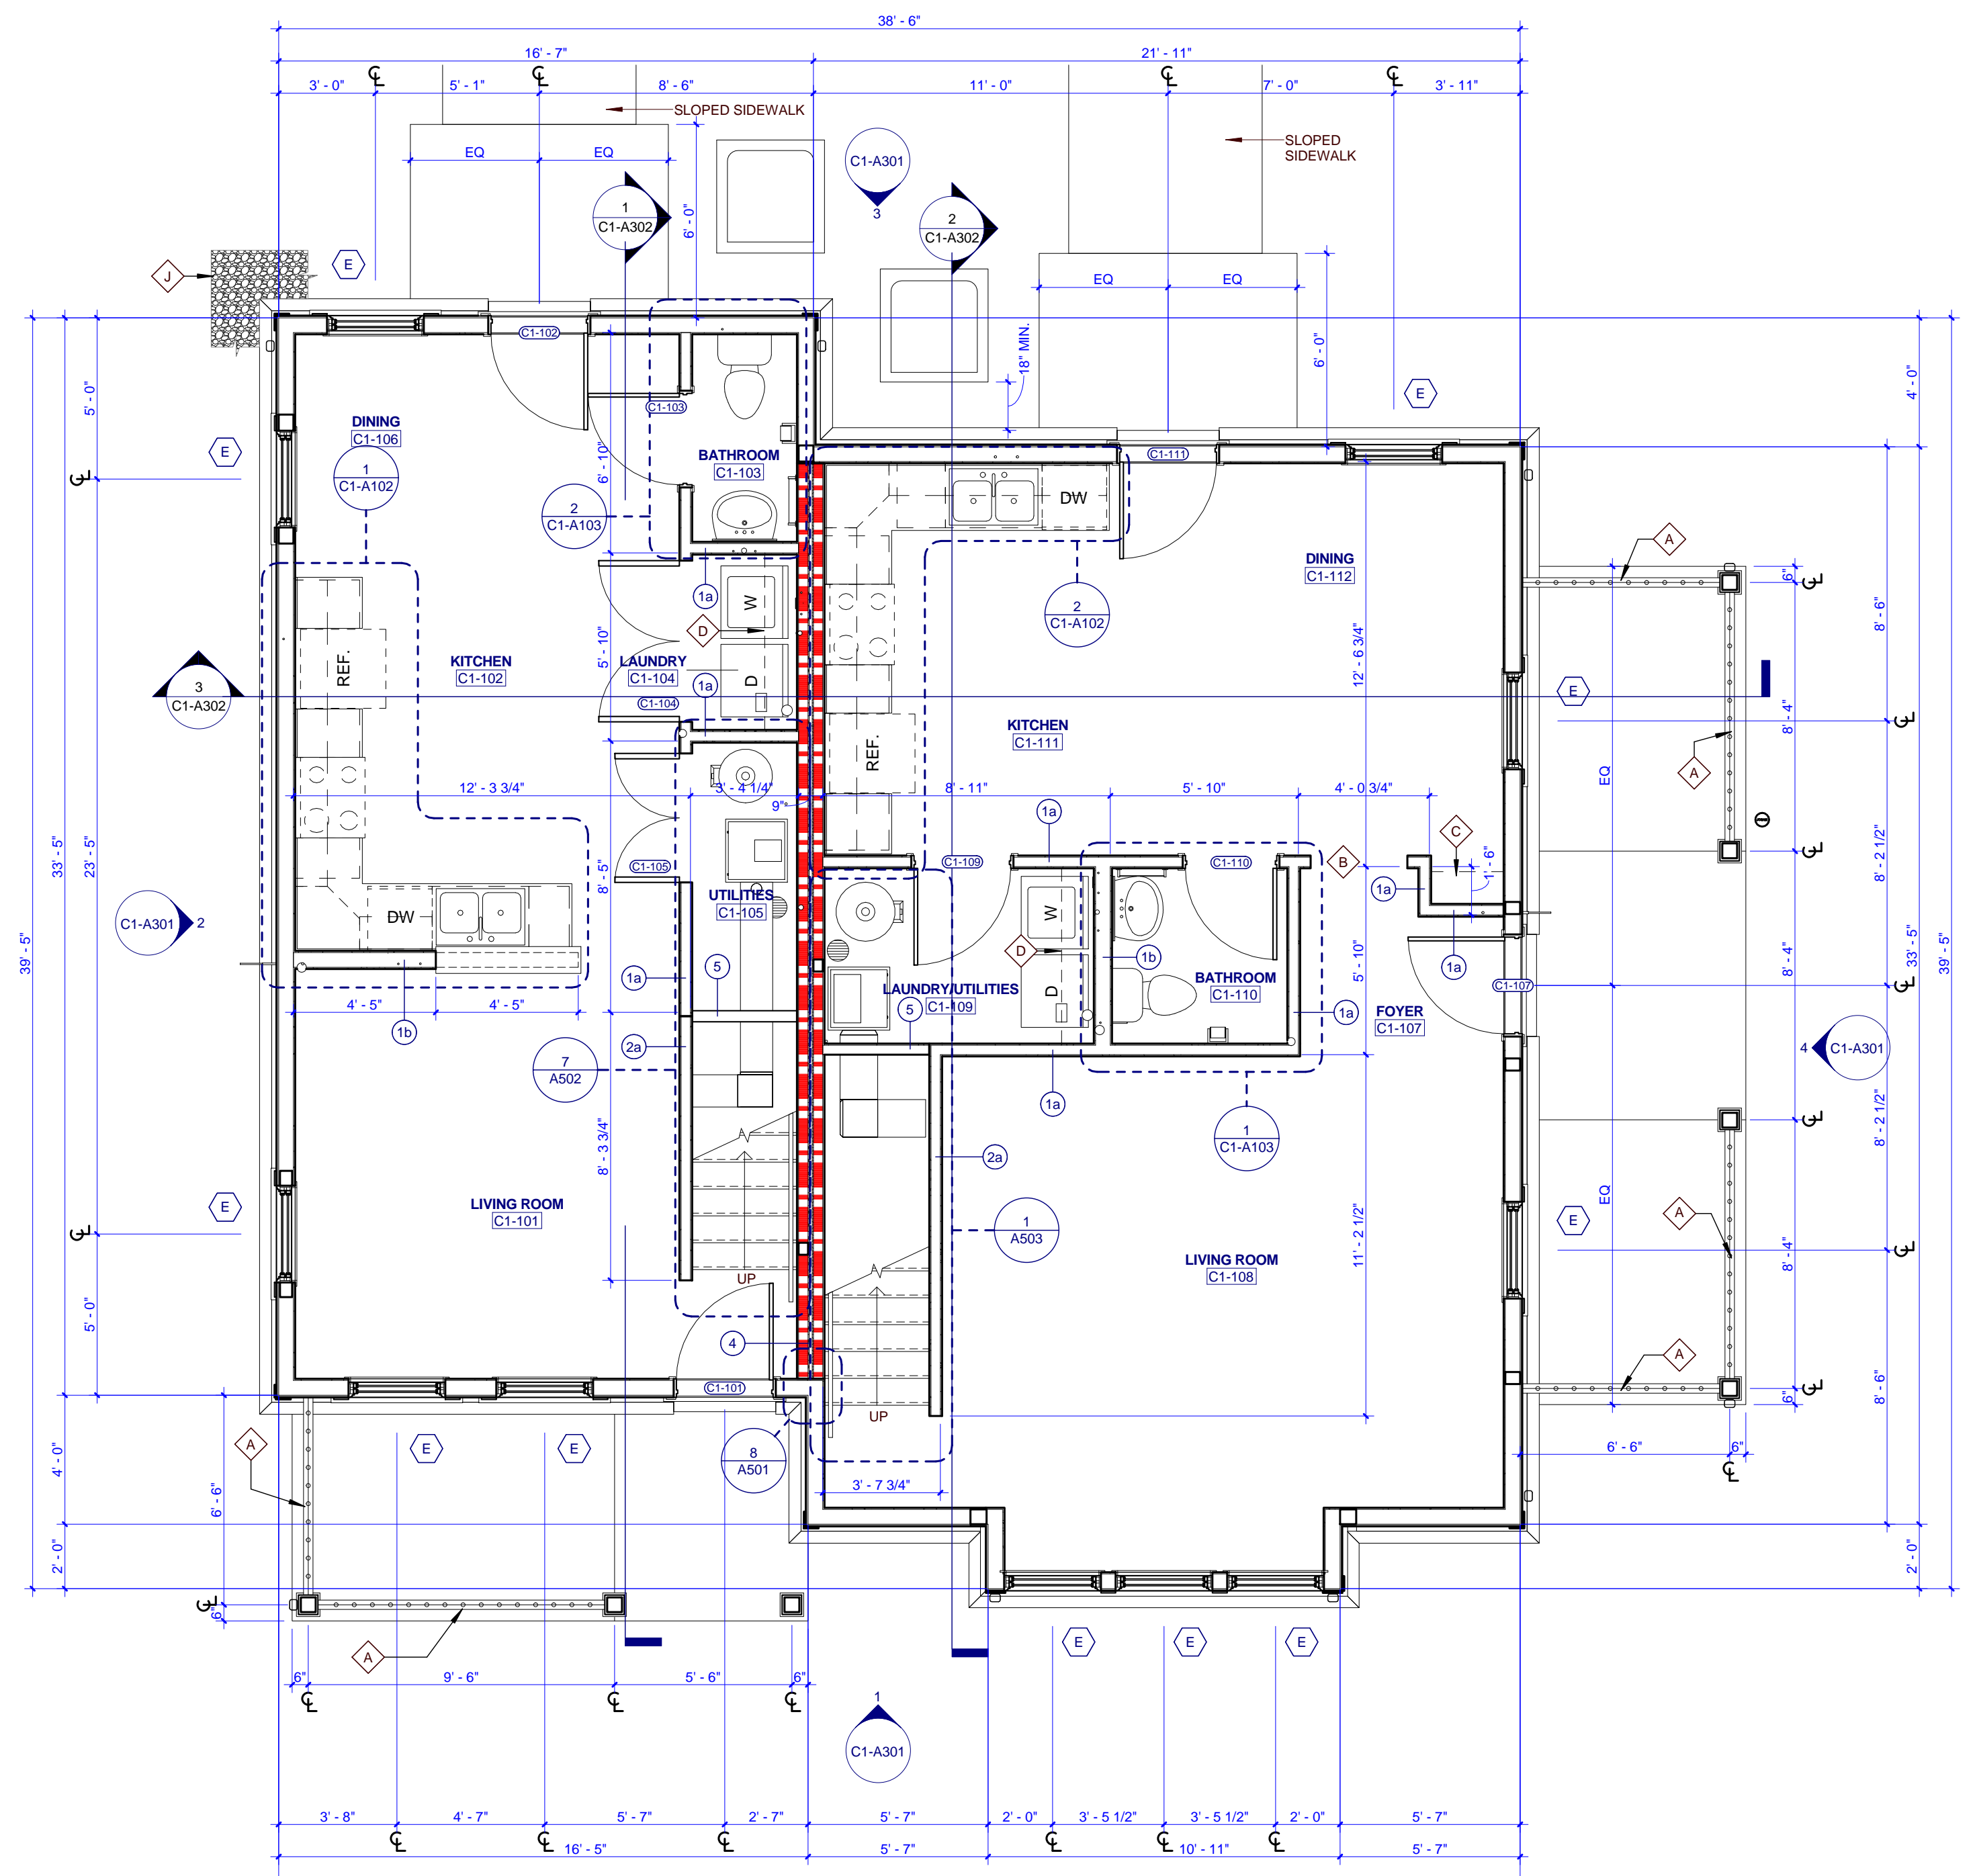 38' - 6"
16' - 7"
21' - 11"
3' - 0"
5' - 1"
8' - 6"
11' - 0"
7' - 0"
3' - 11"
SLOPED SIDEWALK
SLOPED
SIDEWALK
EQ
EQ
C1-A301
3
1
C1-A302
2
C1-A302
6' - 0"
EQ
EQ
J
E
18" MIN.
6' - 0"
E
4' - 0"
C1-102
5' - 0"
C1-103
DINING
C1-106
6' - 10"
BATHROOM
C1-103
C1-111
E
1
C1-A102
2
C1-A103
DW
DINING
C1-112
A
6"
8' - 6"
1a
W
D
2
C1-A102
5' - 10"
12' - 6 3/4"
REF.
KITCHEN
C1-102
LAUNDRY
C1-104
1a
D
C1-104
E
3
C1-A302
8' - 4"
KITCHEN
C1-111
REF.
A
EQ
12' - 3 3/4"
3' - 4 1/4"
9"
8' - 11"
5' - 10"
4' - 0 3/4"
1a
C
39' - 5"
33' - 5"
23' - 5"
C1-105
8' - 5"
C1-109
C1-110
B
1' - 6"
8' - 2 1/2"
1a
UTILITIES
C1-105
C1-A301
2
DW
W
D
1b
1a
5
1a
5' - 10"
8' - 4"
33' - 5"
39' - 5"
BATHROOM
C1-110
LAUNDRY/UTILITIES
C1-109
C1-107
4' - 5"
4' - 5"
D
5
1a
FOYER
C1-107
1b
2a
4
C1-A301
7
A502
1a
1
C1-A103
8' - 2 1/2"
2a
8' - 3 3/4"
LIVING ROOM
C1-101
E
1
A503
11' - 2 1/2"
EQ
A
E
8' - 4"
LIVING ROOM
C1-108
UP
5' - 0"
4
A
C1-101
UP
6"
8' - 6"
A
E
E
8
A501
6' - 6"
6"
4' - 0"
6' - 6"
3' - 7 3/4"
2' - 0"
6"
2' - 0"
A
E
E
E
6"
9' - 6"
5' - 6"
6"
1
C1-A301
3' - 8"
4' - 7"
5' - 7"
2' - 7"
5' - 7"
2' - 0"
3' - 5 1/2"
3' - 5 1/2"
2' - 0"
5' - 7"
16' - 5"
5' - 7"
10' - 11"
5' - 7"